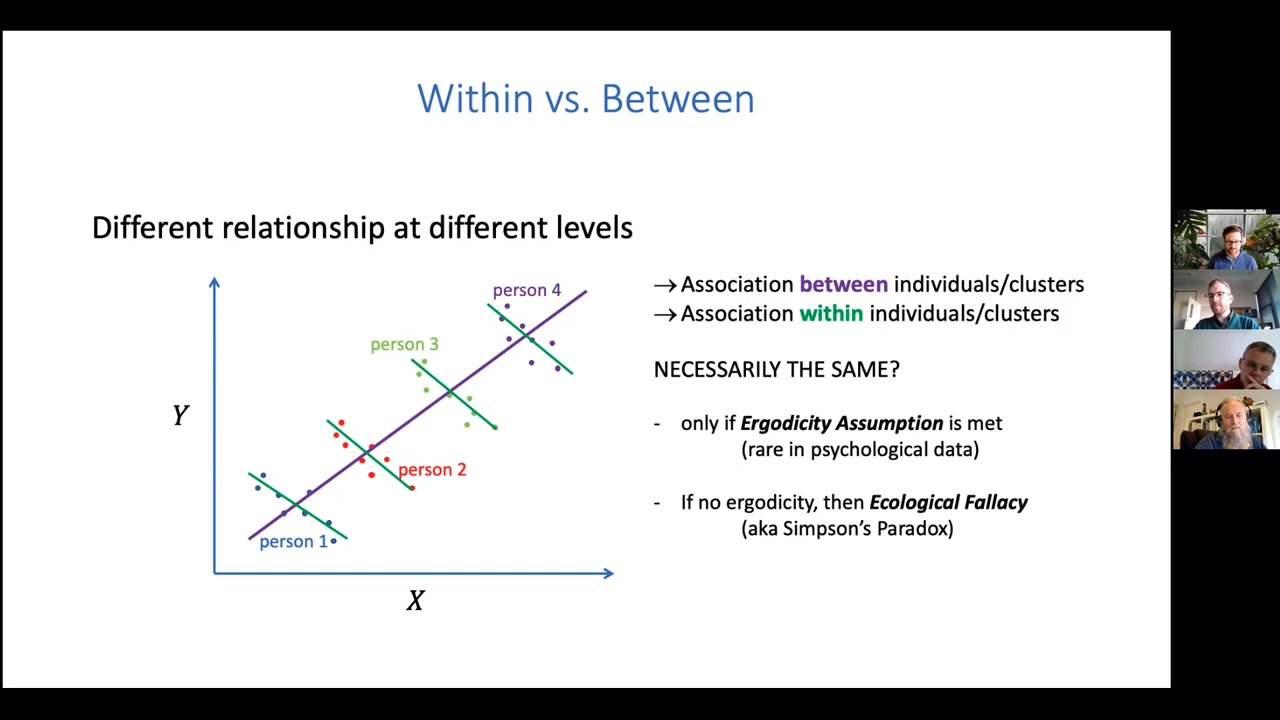 Within vs. Between
Different relationship at different levels
person 4
person 3
Y
person 2
person 1
X
→ Association between individuals/clusters
→ Association within individuals/clusters
NECESSARILY THE SAME?
- only if Ergodicity Assumption is met
(rare in psychological data)
- If no ergodicity, then Ecological Fallacy
(aka Simpson's Paradox)